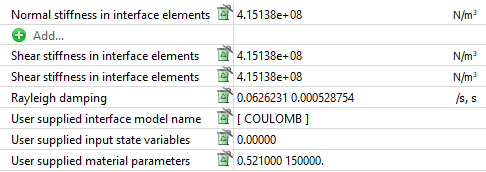 Normal stiffness in interface elements 4.15138e+08 N/m³
Add...
Shear stiffness in interface elements 4.15138e+08 N/m³
Shear stiffness in interface elements 4.15138e+08 N/m³
Rayleigh damping 0.0626231 0.000528754 /s, s
User supplied interface model name [ COULOMB ]
User supplied input state variables 0.00000
User supplied material parameters 0.521000 150000.